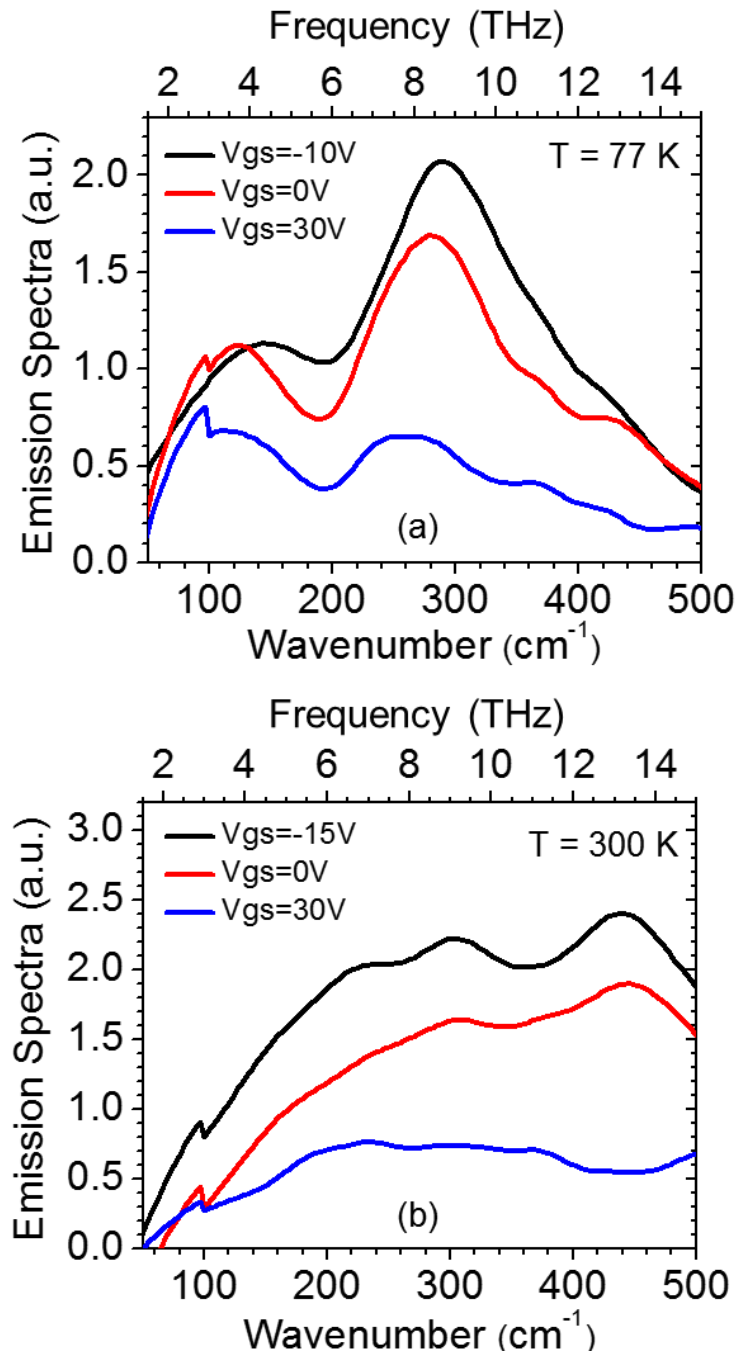 Frequency (THz)
2 4 6 8 10 12 14
Vgs=-10V
T = 77 K
Vgs=0V
Vgs=30V
2.0
1.5
1.0
0.5
0.0
Emission Spectra (a.u.)
(a)
100 200 300 400 500
Wavenumber (cm⁻¹)
Frequency (THz)
2 4 6 8 10 12 14
Vgs=-15V
T = 300 K
Vgs=0V
Vgs=30V
3.0
2.5
2.0
1.5
1.0
0.5
0.0
Emission Spectra (a.u.)
(b)
100 200 300 400 500
Wavenumber (cm⁻¹)